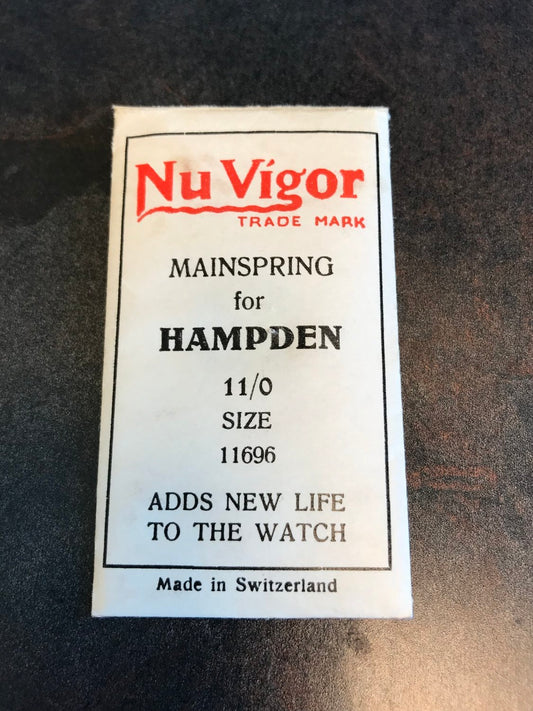 Nu Vigor
TRADE MARK
MAINSPRING
for
HAMPDEN
11/0
SIZE
11696
ADDS NEW LIFE
TO THE WATCH
Made in Switzerland